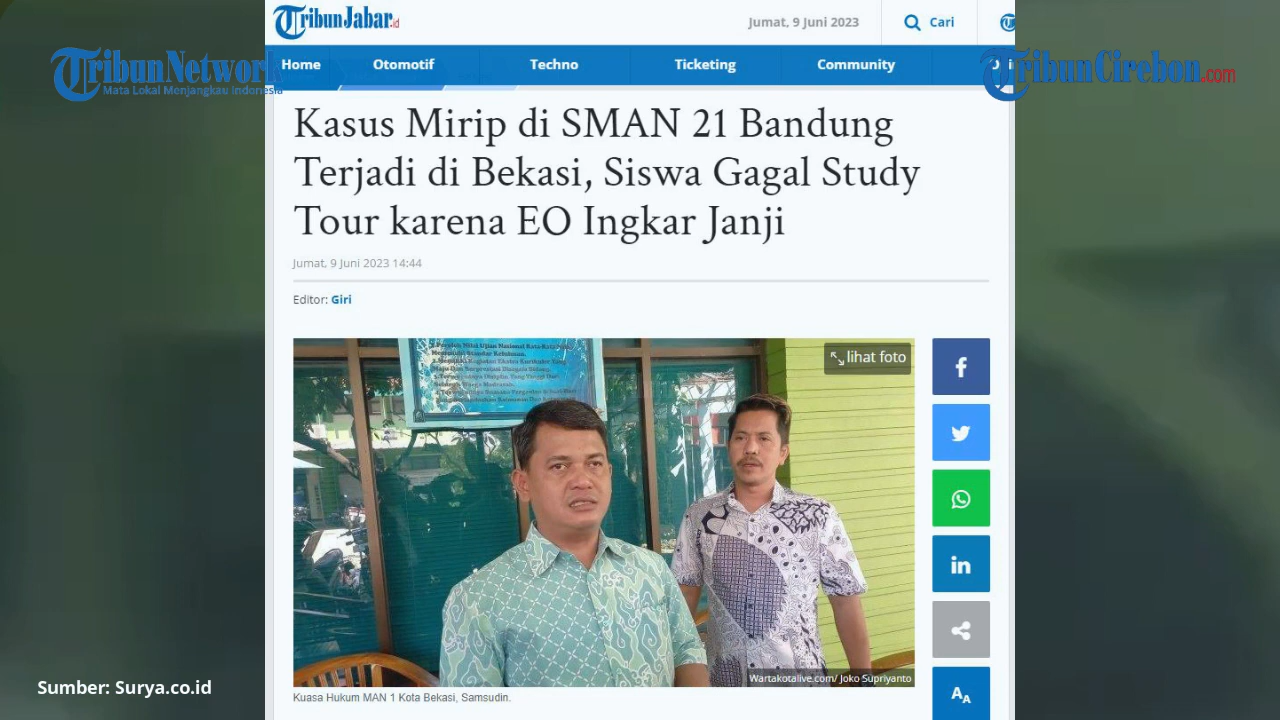 TribunJabar.id
Jumat, 9 Juni 2023
Cari
TribunNetwork
Mata Lokal Menjangkau Indonesia
Home
Otomotif
Techno
Ticketing
Community
TribunCirebon.com
Kasus Mirip di SMAN 21 Bandung
Terjadi di Bekasi, Siswa Gagal Study
Tour karena EO Ingkar Janji
Jumat, 9 Juni 2023 14:44
Editor: Giri
lihat foto
Wartakotalive.com/ Joko Supriyanto
Kuasa Hukum MAN 1 Kota Bekasi, Samsudin.
AA
Sumber: Surya.co.id